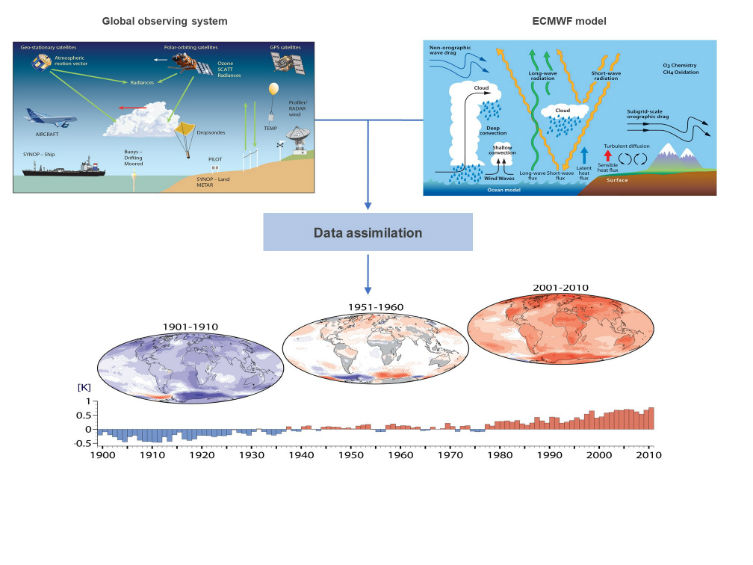 Global observing system
ECMWF model
Geo-stationary satellites
Polar-orbiting satellites
GPS satellites
Atmospheric
motion vector
Ozone
SCATT
Radiances
Radiances
Profiler/
RADAR
wind
AIRCRAFT
Dropsondes
TEMP
SYNOP – Ship
Buoys –
Drifting
Moored
PILOT
SYNOP – Land
METAR
Non-orographic
wave drag
Long-wave
radiation
Short-wave
radiation
O3 Chemistry
CH4 Oxidation
Cloud
Cloud
Subgrid-scale
orographic drag
Deep
convection
Shallow
convection
Turbulent diffusion
Wind Waves
Long-wave
flux
Short-wave
flux
Latent
heat
flux
Sensible
heat flux
Surface
Ocean model
Data assimilation
1901-1910
1951-1960
2001-2010
[K]
1
0.5
0
-0.5
1900 1910 1920 1930 1940 1950 1960 1970 1980 1990 2000 2010